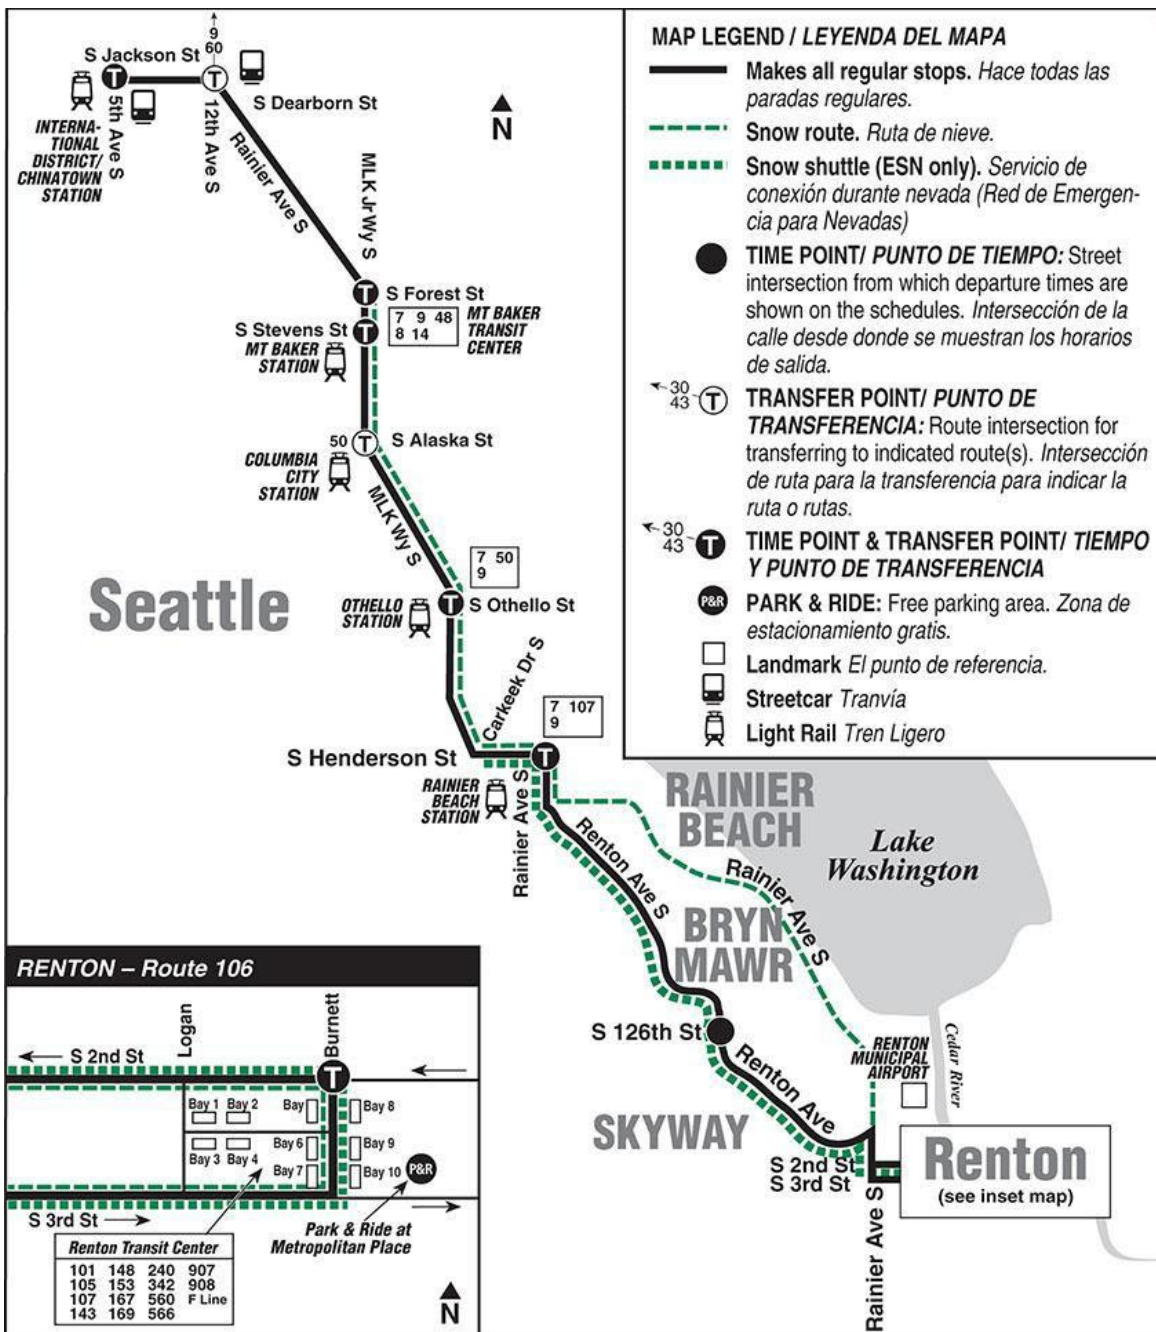 9
60
S Jackson St
T
T
5th Ave S
12th Ave S
S Dearborn St
INTERNA-
TIONAL
DISTRICT/
CHINATOWN
STATION
Rainier Ave S
N
MLK Jr Wy S
T
S Forest St
S Stevens St
T
7 9 48
8 14
MT BAKER
TRANSIT
CENTER
MT BAKER
STATION
50
T
S Alaska St
COLUMBIA
CITY
STATION
MLK Wy S
7 50
9
Seattle
OTHELLO
STATION
T
S Othello St
Carkeek Dr S
7 107
9
S Henderson St
T
RAINIER
BEACH
STATION
Rainier Ave S
RAINIER
BEACH
Lake
Washington
Renton Ave S
Rainier Ave S
BRYN
MAWR
S 126th St
RENTON
MUNICIPAL
AIRPORT
Cedar River
Renton Ave
SKYWAY
S 2nd St
S 3rd St
Renton
(see inset map)
Rainier Ave S
MAP LEGEND / LEYENDA DEL MAPA
Makes all regular stops. Hace todas las
paradas regulares.
Snow route. Ruta de nieve.
Snow shuttle (ESN only). Servicio de
conexión durante nevada (Red de Emergen-
cia para Nevadas)
TIME POINT/ PUNTO DE TIEMPO: Street
intersection from which departure times are
shown on the schedules. Intersección de la
calle desde donde se muestran los horarios
de salida.
30
43 T
TRANSFER POINT/ PUNTO DE
TRANSFERENCIA: Route intersection for
transferring to indicated route(s). Intersección
de ruta para la transferencia para indicar la
ruta o rutas.
30
43 T
TIME POINT & TRANSFER POINT/ TIEMPO
Y PUNTO DE TRANSFERENCIA
P&R
PARK & RIDE: Free parking area. Zona de
estacionamiento gratis.
Landmark El punto de referencia.
Streetcar Tranvía
Light Rail Tren Ligero
RENTON – Route 106
Logan
Burnett
S 2nd St
T
Bay 1 Bay 2 Bay Bay 8
Bay 3 Bay 4 Bay 6 Bay 9
Bay 7 Bay 10 P&R
S 3rd St
Park & Ride at
Metropolitan Place
Renton Transit Center
101 148 240 907
105 153 342 908
107 167 560 F Line
143 169 566
N